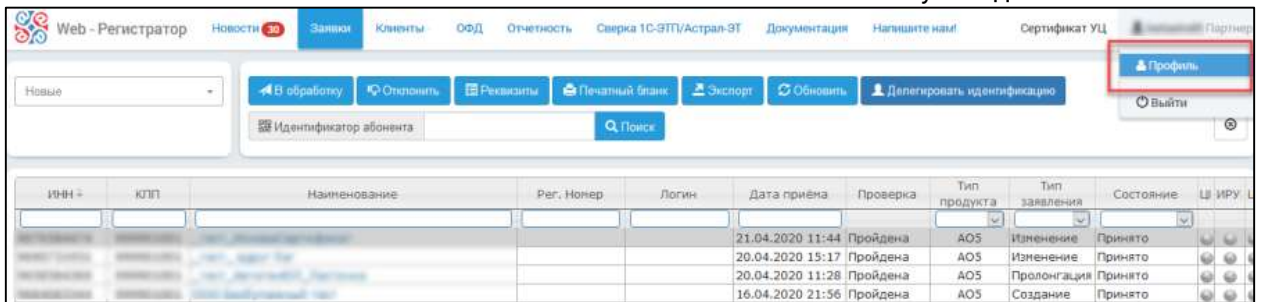 Web - Регистратор Новости 30 Заявки Клиенты ОФД Отчетность Сверка 1С-ЭТП/Астрал-ЭТ Документация Напишите нам! Сертификат УЦ Партнер
Профиль
Новые В обработку Отклонить Реквизиты Печатный бланк Экспорт Обновить Делегировать идентификацию
Выйти
Идентификатор абонента Поиск
ИНН КПП Наименование Рег. Номер Логин Дата приёма Проверка Тип продукта Тип заявления Состояние ИРУ
21.04.2020 11:44 Пройдена АО5 Изменение Принято
20.04.2020 15:17 Пройдена АО5 Изменение Принято
20.04.2020 11:28 Пройдена АО5 Пролонгация Принято
16.04.2020 21:56 Пройдена АО5 Создание Принято